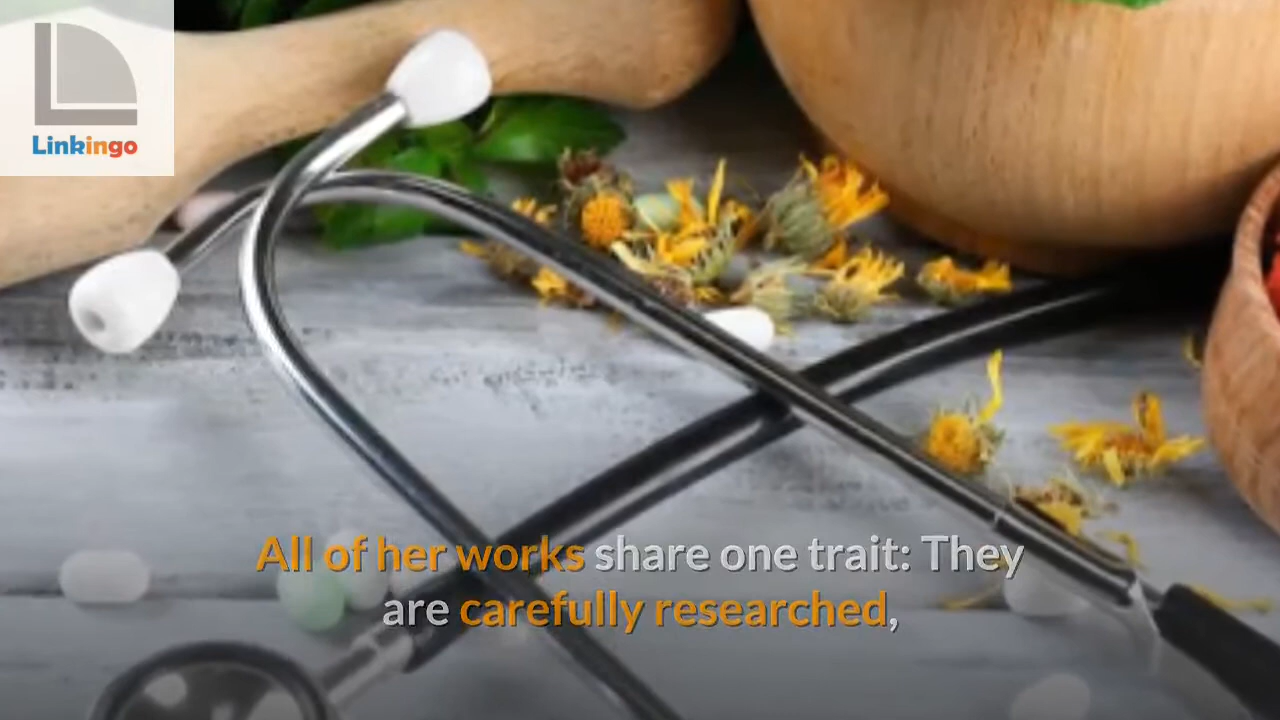 Linkingo
All of her works share one trait: They
are carefully researched,